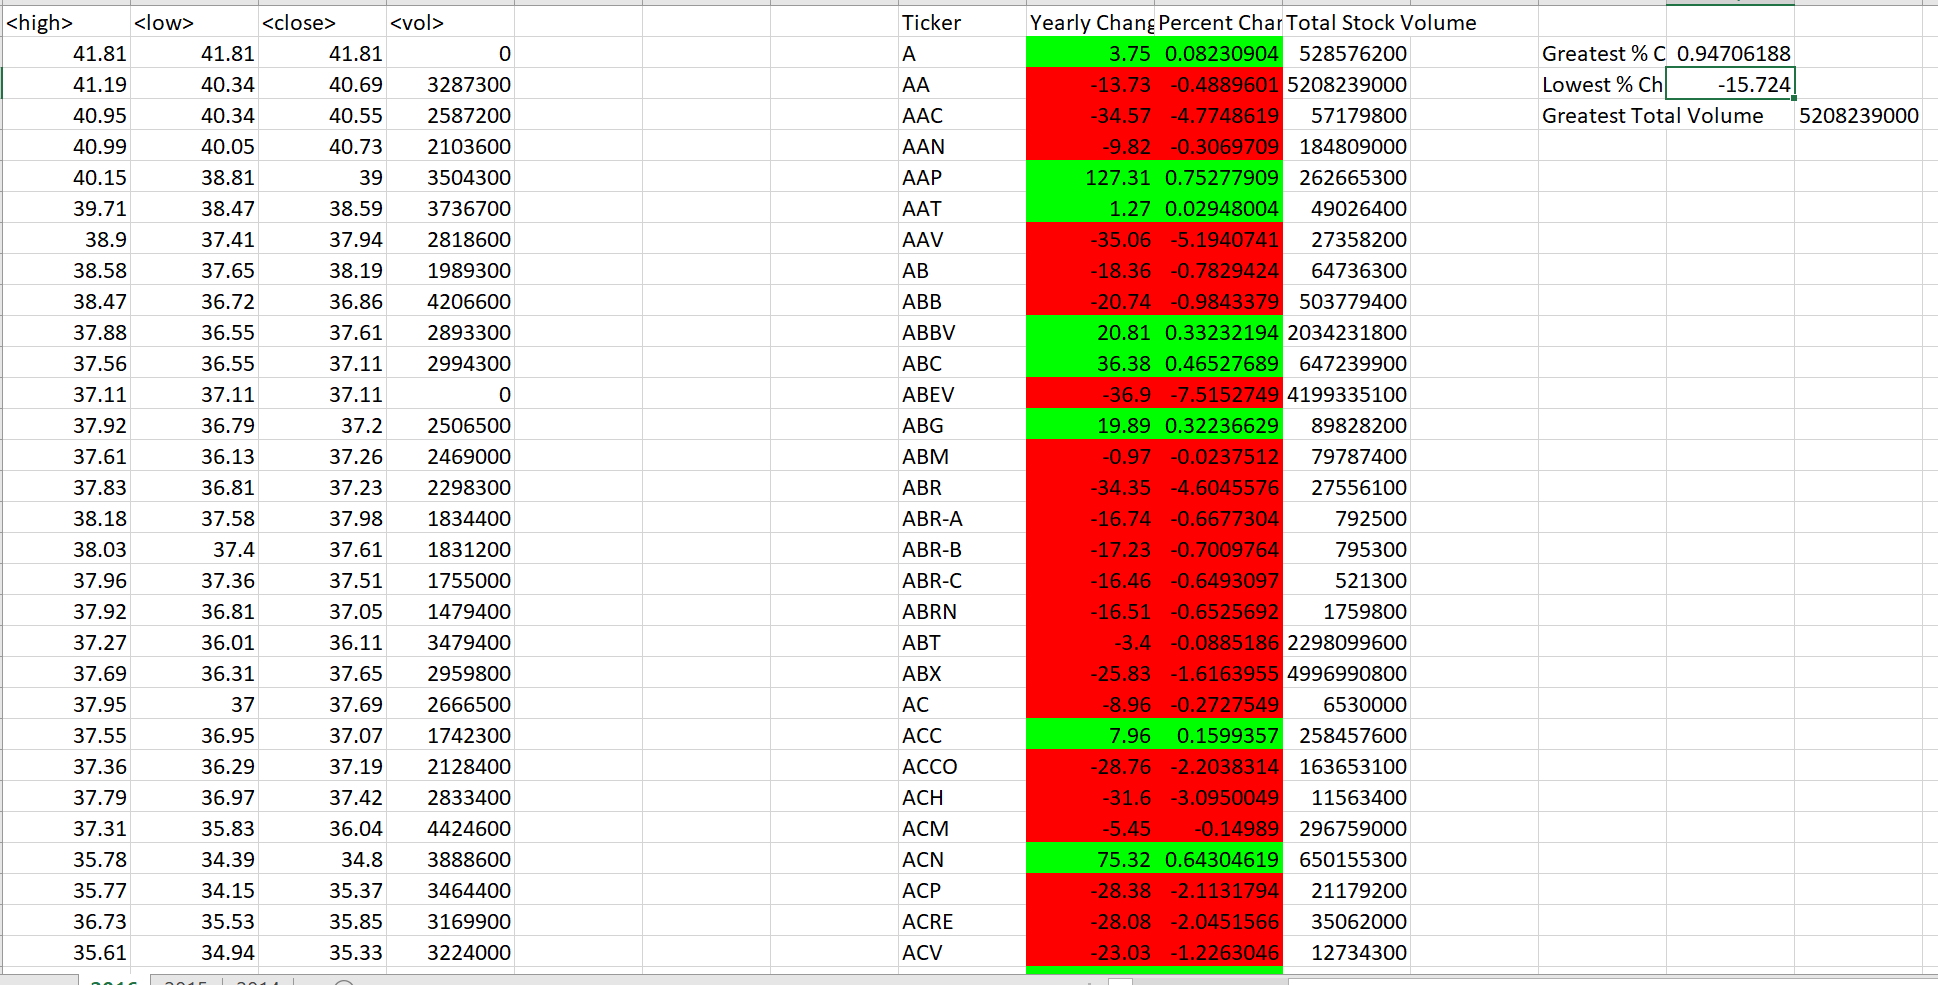 <high> <low> <close> <vol> Ticker Yearly Chang Percent Char Total Stock Volume
41.81 41.81 41.81 0 A 3.75 0.08230904 528576200 Greatest % C 0.94706188
41.19 40.34 40.69 3287300 AA -13.73 -0.4889601 5208239000 Lowest % Ch -15.724
40.95 40.34 40.55 2587200 AAC -34.57 -4.7748619 57179800 Greatest Total Volume 5208239000
40.99 40.05 40.73 2103600 AAN -9.82 -0.3069709 184809000
40.15 38.81 39 3504300 AAP 127.31 0.75277909 262665300
39.71 38.47 38.59 3736700 AAT 1.27 0.02948004 49026400
38.9 37.41 37.94 2818600 AAV -35.06 -5.1940741 27358200
38.58 37.65 38.19 1989300 AB -18.36 -0.7829424 64736300
38.47 36.72 36.86 4206600 ABB -20.74 -0.9843379 503779400
37.88 36.55 37.61 2893300 ABBV 20.81 0.33232194 2034231800
37.56 36.55 37.11 2994300 ABC 36.38 0.46527689 647239900
37.11 37.11 37.11 0 ABEV -36.9 -7.5152749 4199335100
37.92 36.79 37.2 2506500 ABG 19.89 0.32236629 89828200
37.61 36.13 37.26 2469000 ABM -0.97 -0.0237512 79787400
37.83 36.81 37.23 2298300 ABR -34.35 -4.6045576 27556100
38.18 37.58 37.98 1834400 ABR-A -16.74 -0.6677304 792500
38.03 37.4 37.61 1831200 ABR-B -17.23 -0.7009764 795300
37.96 37.36 37.51 1755000 ABR-C -16.46 -0.6493097 521300
37.92 36.81 37.05 1479400 ABRN -16.51 -0.6525692 1759800
37.27 36.01 36.11 3479400 ABT -3.4 -0.0885186 2298099600
37.69 36.31 37.65 2959800 ABX -25.83 -1.6163955 4996990800
37.95 37 37.69 2666500 AC -8.96 -0.2727549 6530000
37.55 36.95 37.07 1742300 ACC 7.96 0.1599357 258457600
37.36 36.29 37.19 2128400 ACCO -28.76 -2.2038314 163653100
37.79 36.97 37.42 2833400 ACH -31.6 -3.0950049 11563400
37.31 35.83 36.04 4424600 ACM -5.45 -0.14989 296759000
35.78 34.39 34.8 3888600 ACN 75.32 0.64304619 650155300
35.77 34.15 35.37 3464400 ACP -28.38 -2.1131794 21179200
36.73 35.53 35.85 3169900 ACRE -28.08 -2.0451566 35062000
35.61 34.94 35.33 3224000 ACV -23.03 -1.2263046 12734300
2016 2015 2014